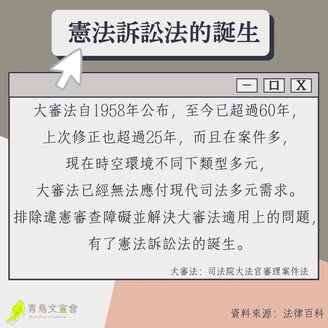 憲法訴訟法的誕生
大審法自1958年公布，至今已超過60年，
上次修正也超過25年，而且在案件多，
現在時空環境不同下類型多元，
大審法已經無法應付現代司法多元需求。
排除違憲審查障礙並解決大審法適用上的問題，
有了憲法訴訟法的誕生。
大審法：司法院大法官審理案件法
青鳥文宣會
資料來源：法律百科